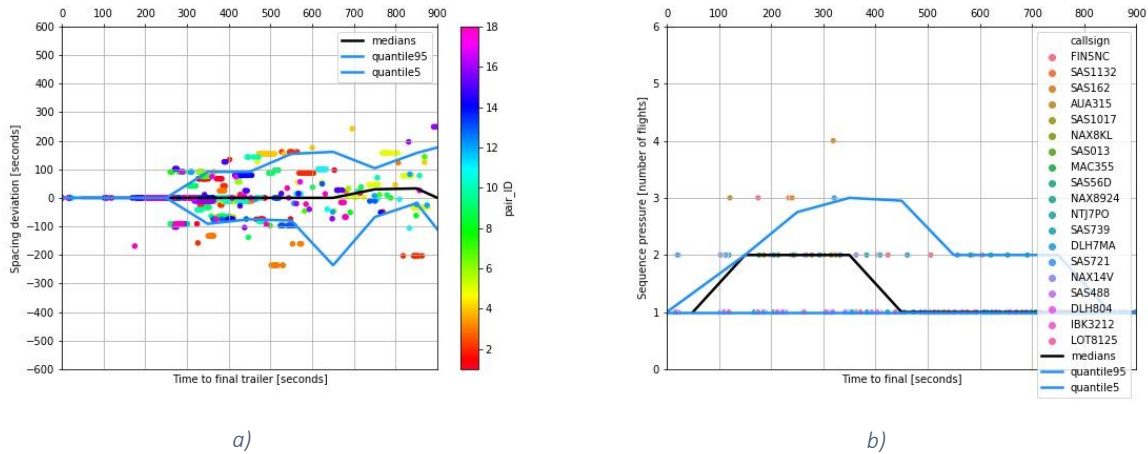 0 100 200 300 400 500 600 700 800 900
600
500
400
300
200
100
0
−100
−200
−300
−400
−500
−600
Spacing deviation [seconds]
Time to final trailer [seconds]
medians
quantile95
quantile5
18
16
14
12
10
8
6
4
2
pair_ID
a)
0 100 200 300 400 500 600 700 800 900
6
5
4
3
2
1
0
Sequence pressure [number of flights]
Time to final [seconds]
callsign
FIN5NC
SAS1132
SAS162
AUA315
SAS1017
NAX8KL
SAS013
MAC355
SAS56D
NAX8924
NTJ7PO
SAS739
DLH7MA
SAS721
NAX14V
SAS488
DLH804
IBK3212
LOT8125
medians
quantile95
quantile5
b)